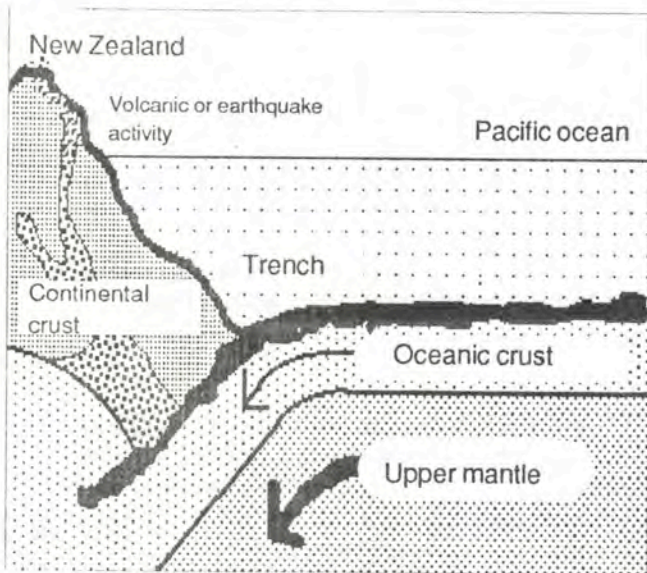 New Zealand
Volcanic or earthquake
activity
Pacific ocean
Trench
Continental
crust
Oceanic crust
Upper mantle